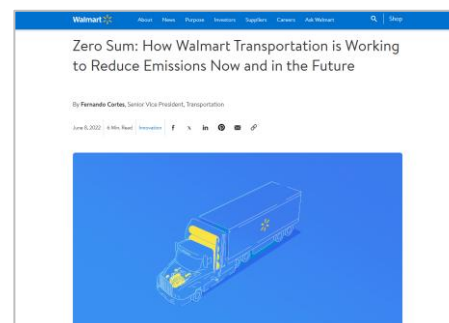 Walmart About News Purpose Investors Suppliers Careers Ask Walmart Shop
Zero Sum: How Walmart Transportation is Working
to Reduce Emissions Now and in the Future
By Fernando Cortes, Senior Vice President, Transportation
June 8, 2022 6 Min. Read Innovation